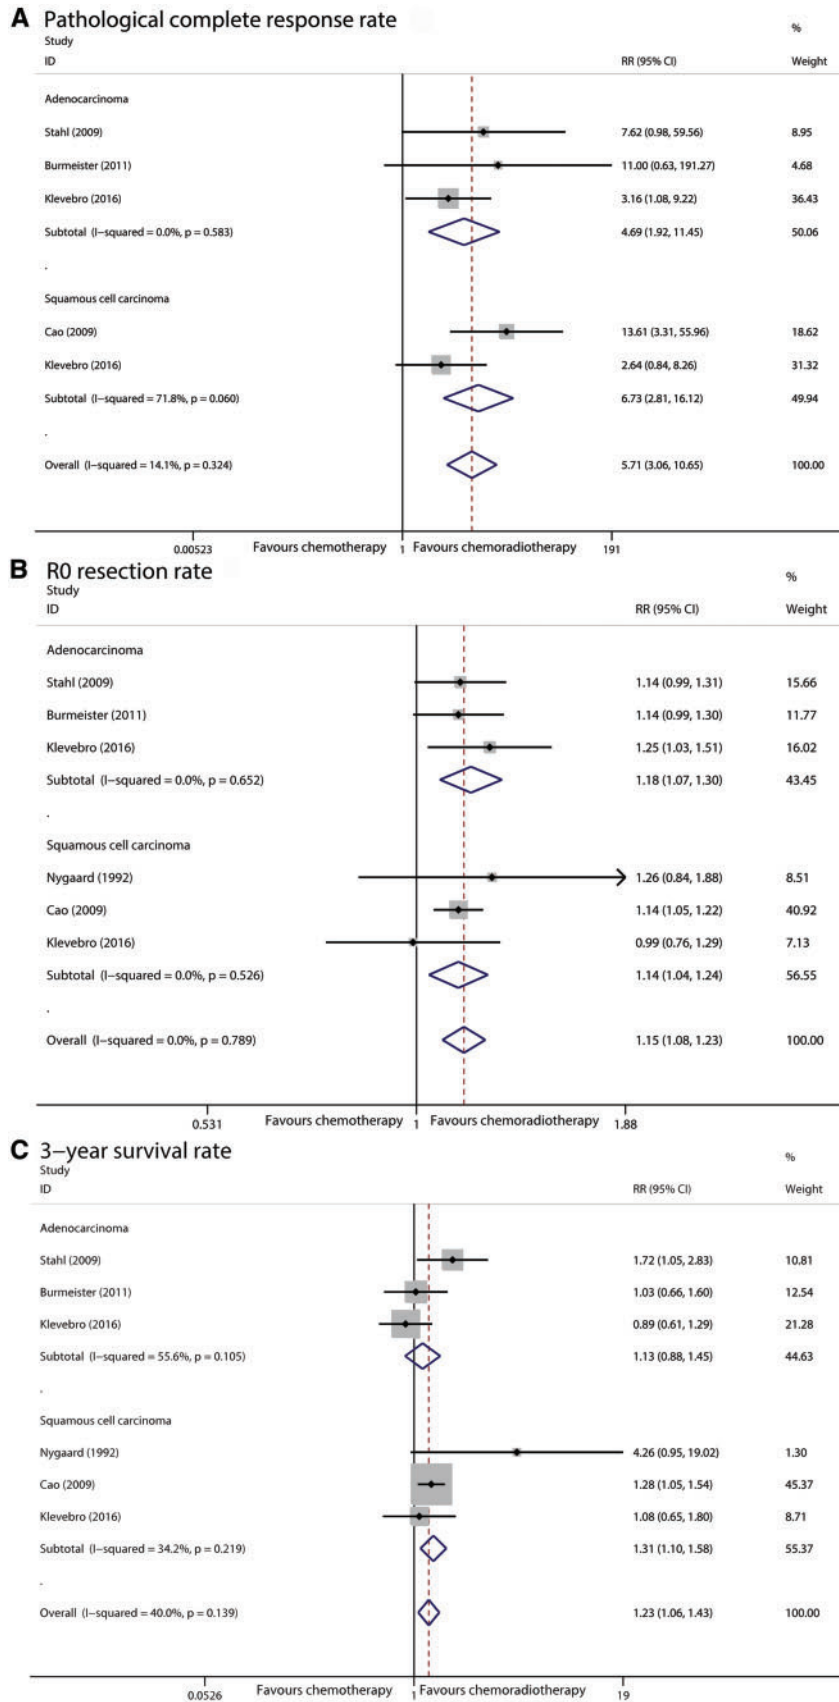 A Pathological complete response rate
Study %
ID RR (95% CI) Weight
Adenocarcinoma
Stahl (2009) 7.62 (0.98, 59.56) 8.95
Burmeister (2011) 11.00 (0.63, 191.27) 4.68
Klevebro (2016) 3.16 (1.08, 9.22) 36.43
Subtotal (I−squared = 0.0%, p = 0.583) 4.69 (1.92, 11.45) 50.06
.
Squamous cell carcinoma
Cao (2009) 13.61 (3.31, 55.96) 18.62
Klevebro (2016) 2.64 (0.84, 8.26) 31.32
Subtotal (I−squared = 71.8%, p = 0.060) 6.73 (2.81, 16.12) 49.94
.
Overall (I−squared = 14.1%, p = 0.324) 5.71 (3.06, 10.65) 100.00
0.00523 Favours chemotherapy 1 Favours chemoradiotherapy 191
B R0 resection rate
Study %
ID RR (95% CI) Weight
Adenocarcinoma
Stahl (2009) 1.14 (0.99, 1.31) 15.66
Burmeister (2011) 1.14 (0.99, 1.30) 11.77
Klevebro (2016) 1.25 (1.03, 1.51) 16.02
Subtotal (I−squared = 0.0%, p = 0.652) 1.18 (1.07, 1.30) 43.45
.
Squamous cell carcinoma
Nygaard (1992) 1.26 (0.84, 1.88) 8.51
Cao (2009) 1.14 (1.05, 1.22) 40.92
Klevebro (2016) 0.99 (0.76, 1.29) 7.13
Subtotal (I−squared = 0.0%, p = 0.526) 1.14 (1.04, 1.24) 56.55
.
Overall (I−squared = 0.0%, p = 0.789) 1.15 (1.08, 1.23) 100.00
0.531 Favours chemotherapy 1 Favours chemoradiotherapy 1.88
C 3−year survival rate
Study %
ID RR (95% CI) Weight
Adenocarcinoma
Stahl (2009) 1.72 (1.05, 2.83) 10.81
Burmeister (2011) 1.03 (0.66, 1.60) 12.54
Klevebro (2016) 0.89 (0.61, 1.29) 21.28
Subtotal (I−squared = 55.6%, p = 0.105) 1.13 (0.88, 1.45) 44.63
.
Squamous cell carcinoma
Nygaard (1992) 4.26 (0.95, 19.02) 1.30
Cao (2009) 1.28 (1.05, 1.54) 45.37
Klevebro (2016) 1.08 (0.65, 1.80) 8.71
Subtotal (I−squared = 34.2%, p = 0.219) 1.31 (1.10, 1.58) 55.37
.
Overall (I−squared = 40.0%, p = 0.139) 1.23 (1.06, 1.43) 100.00
0.0526 Favours chemotherapy 1 Favours chemoradiotherapy 19